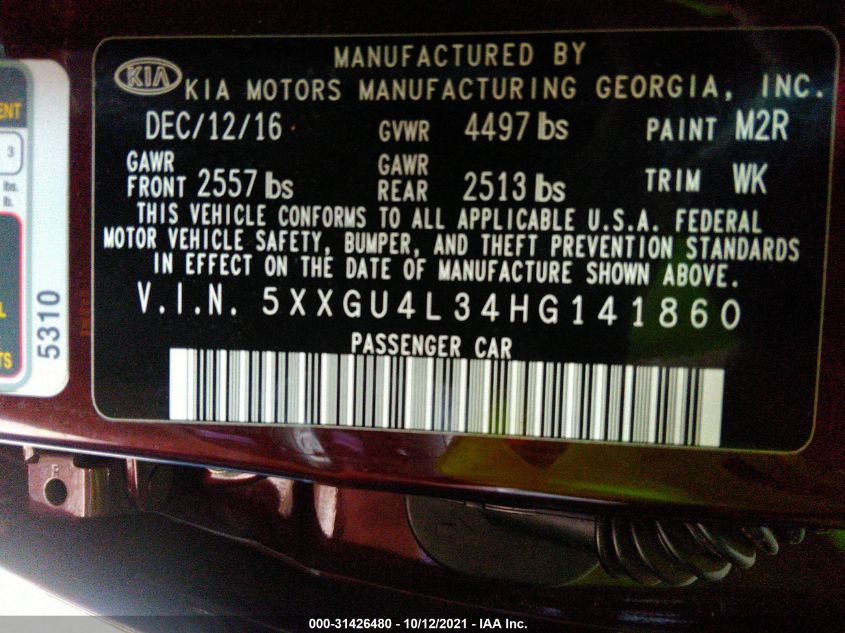 MANUFACTURED BY
KIA KIA MOTORS MANUFACTURING GEORGIA, INC.
DEC/12/16 GVWR 4497 lbs PAINT M2R
GAWR FRONT 2557 lbs GAWR REAR 2513 lbs TRIM WK
THIS VEHICLE CONFORMS TO ALL APPLICABLE U.S.A. FEDERAL
MOTOR VEHICLE SAFETY, BUMPER, AND THEFT PREVENTION STANDARDS
IN EFFECT ON THE DATE OF MANUFACTURE SHOWN ABOVE.
V.I.N. 5XXGU4L34HG141860
PASSENGER CAR
3
lbs.
lb.
5310
F
000-31426480 - 10/12/2021 - IAA Inc.